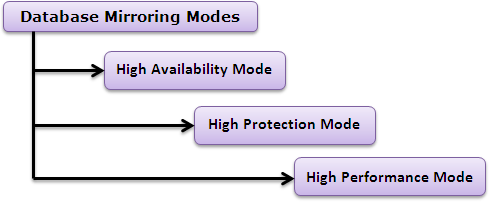 Database Mirroring Modes
High Availability Mode
High Protection Mode
High Performance Mode